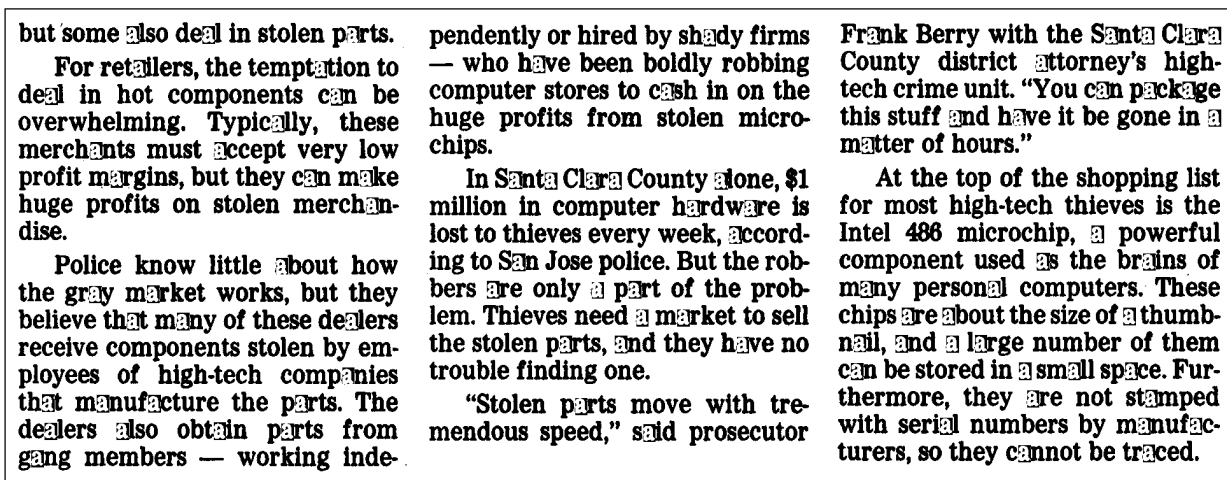 but some also deal in stolen parts.
For retailers, the temptation to
deal in hot components can be
overwhelming. Typically, these
merchants must accept very low
profit margins, but they can make
huge profits on stolen merchan-
dise.
Police know little about how
the gray market works, but they
believe that many of these dealers
receive components stolen by em-
ployees of high-tech companies
that manufacture the parts. The
dealers also obtain parts from
gang members — working inde-
pendently or hired by shady firms
— who have been boldly robbing
computer stores to cash in on the
huge profits from stolen micro-
chips.
In Santa Clara County alone, $1
million in computer hardware is
lost to thieves every week, accord-
ing to San Jose police. But the rob-
bers are only a part of the prob-
lem. Thieves need a market to sell
the stolen parts, and they have no
trouble finding one.
“Stolen parts move with tre-
mendous speed,” said prosecutor
Frank Berry with the Santa Clara
County district attorney's high-
tech crime unit. “You can package
this stuff and have it be gone in a
matter of hours.”
At the top of the shopping list
for most high-tech thieves is the
Intel 486 microchip, a powerful
component used as the brains of
many personal computers. These
chips are about the size of a thumb-
nail, and a large number of them
can be stored in a small space. Fur-
thermore, they are not stamped
with serial numbers by manufac-
turers, so they cannot be traced.